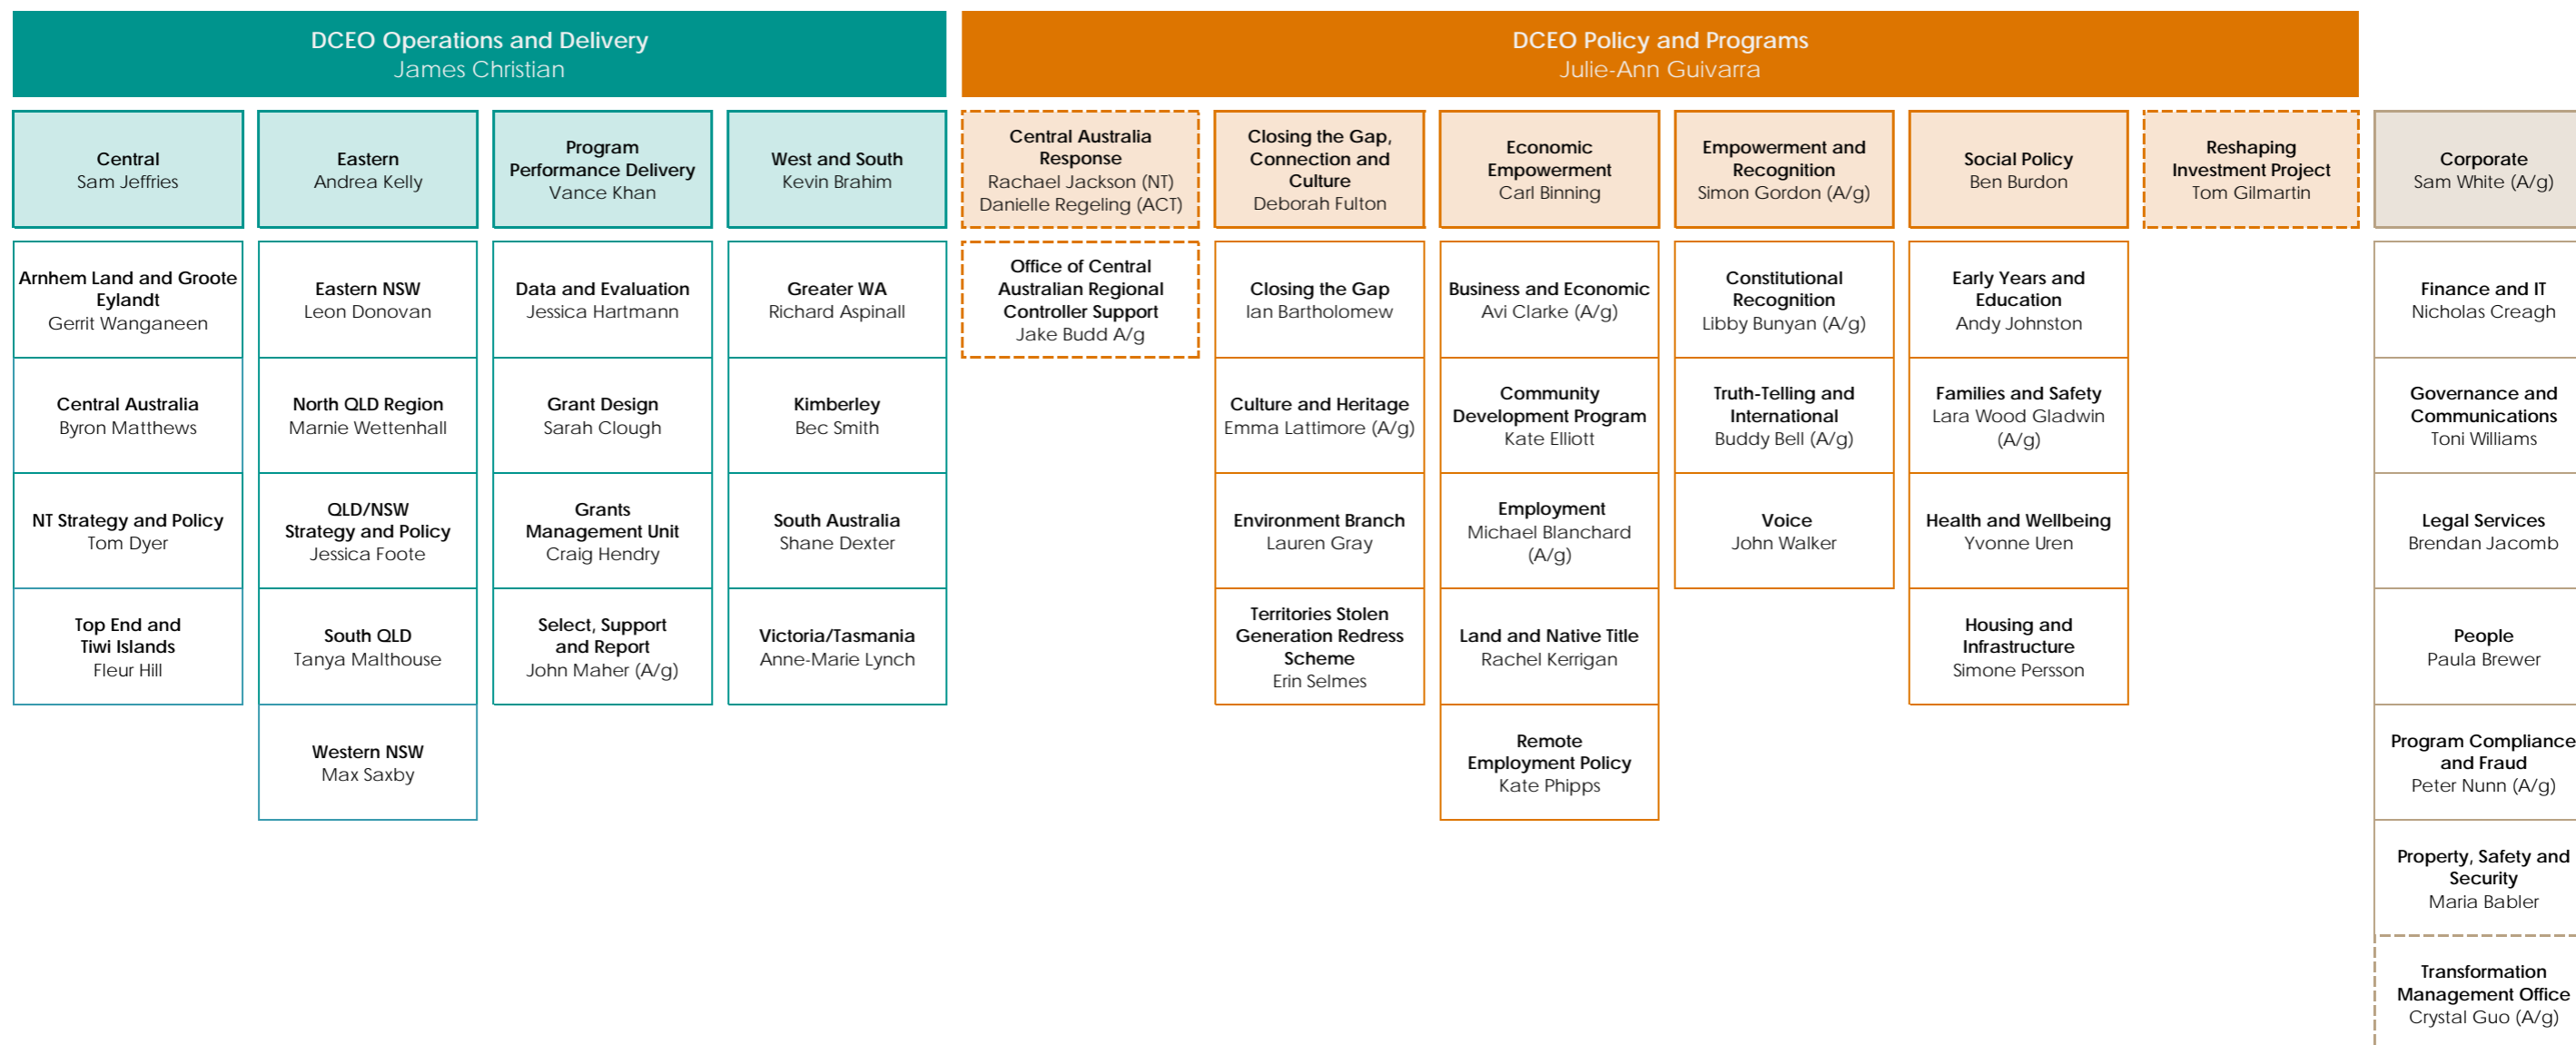 DCEO Operations and Delivery
James Christian
DCEO Policy and Programs
Julie-Ann Guivarra
Central
Sam Jeffries
Eastern
Andrea Kelly
Program
Performance Delivery
Vance Khan
West and South
Kevin Brahim
Central Australia
Response
Rachael Jackson (NT)
Danielle Regeling (ACT)
Closing the Gap,
Connection and
Culture
Deborah Fulton
Economic
Empowerment
Carl Binning
Empowerment and
Recognition
Simon Gordon (A/g)
Social Policy
Ben Burdon
Reshaping
Investment Project
Tom Gilmartin
Corporate
Sam White (A/g)
Arnhem Land and Groote
Eylandt
Gerrit Wanganeen
Eastern NSW
Leon Donovan
Data and Evaluation
Jessica Hartmann
Greater WA
Richard Aspinall
Office of Central
Australian Regional
Controller Support
Jake Budd A/g
Closing the Gap
Ian Bartholomew
Business and Economic
Avi Clarke (A/g)
Constitutional
Recognition
Libby Bunyan (A/g)
Early Years and
Education
Andy Johnston
Finance and IT
Nicholas Creagh
Central Australia
Byron Matthews
North QLD Region
Marnie Wettenhall
Grant Design
Sarah Clough
Kimberley
Bec Smith
Culture and Heritage
Emma Lattimore (A/g)
Community
Development Program
Kate Elliott
Truth-Telling and
International
Buddy Bell (A/g)
Families and Safety
Lara Wood Gladwin
(A/g)
Governance and
Communications
Toni Williams
NT Strategy and Policy
Tom Dyer
QLD/NSW
Strategy and Policy
Jessica Foote
Grants
Management Unit
Craig Hendry
South Australia
Shane Dexter
Environment Branch
Lauren Gray
Employment
Michael Blanchard
(A/g)
Voice
John Walker
Health and Wellbeing
Yvonne Uren
Legal Services
Brendan Jacomb
Top End and
Tiwi Islands
Fleur Hill
South QLD
Tanya Malthouse
Select, Support
and Report
John Maher (A/g)
Victoria/Tasmania
Anne-Marie Lynch
Territories Stolen
Generation Redress
Scheme
Erin Selmes
Land and Native Title
Rachel Kerrigan
Housing and
Infrastructure
Simone Persson
People
Paula Brewer
Western NSW
Max Saxby
Remote
Employment Policy
Kate Phipps
Program Compliance
and Fraud
Peter Nunn (A/g)
Property, Safety and
Security
Maria Babler
Transformation
Management Office
Crystal Guo (A/g)